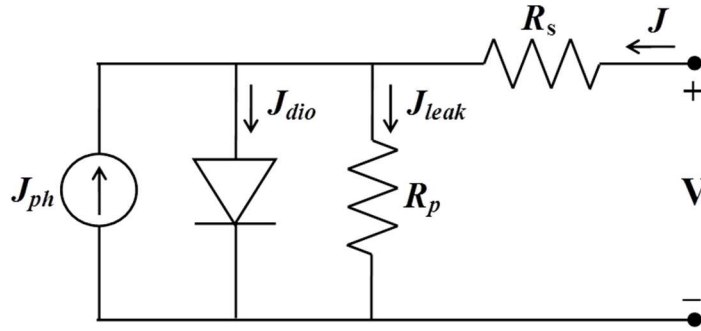 R_s
J
J_dio
J_leak
+
J_ph
R_p
V
−